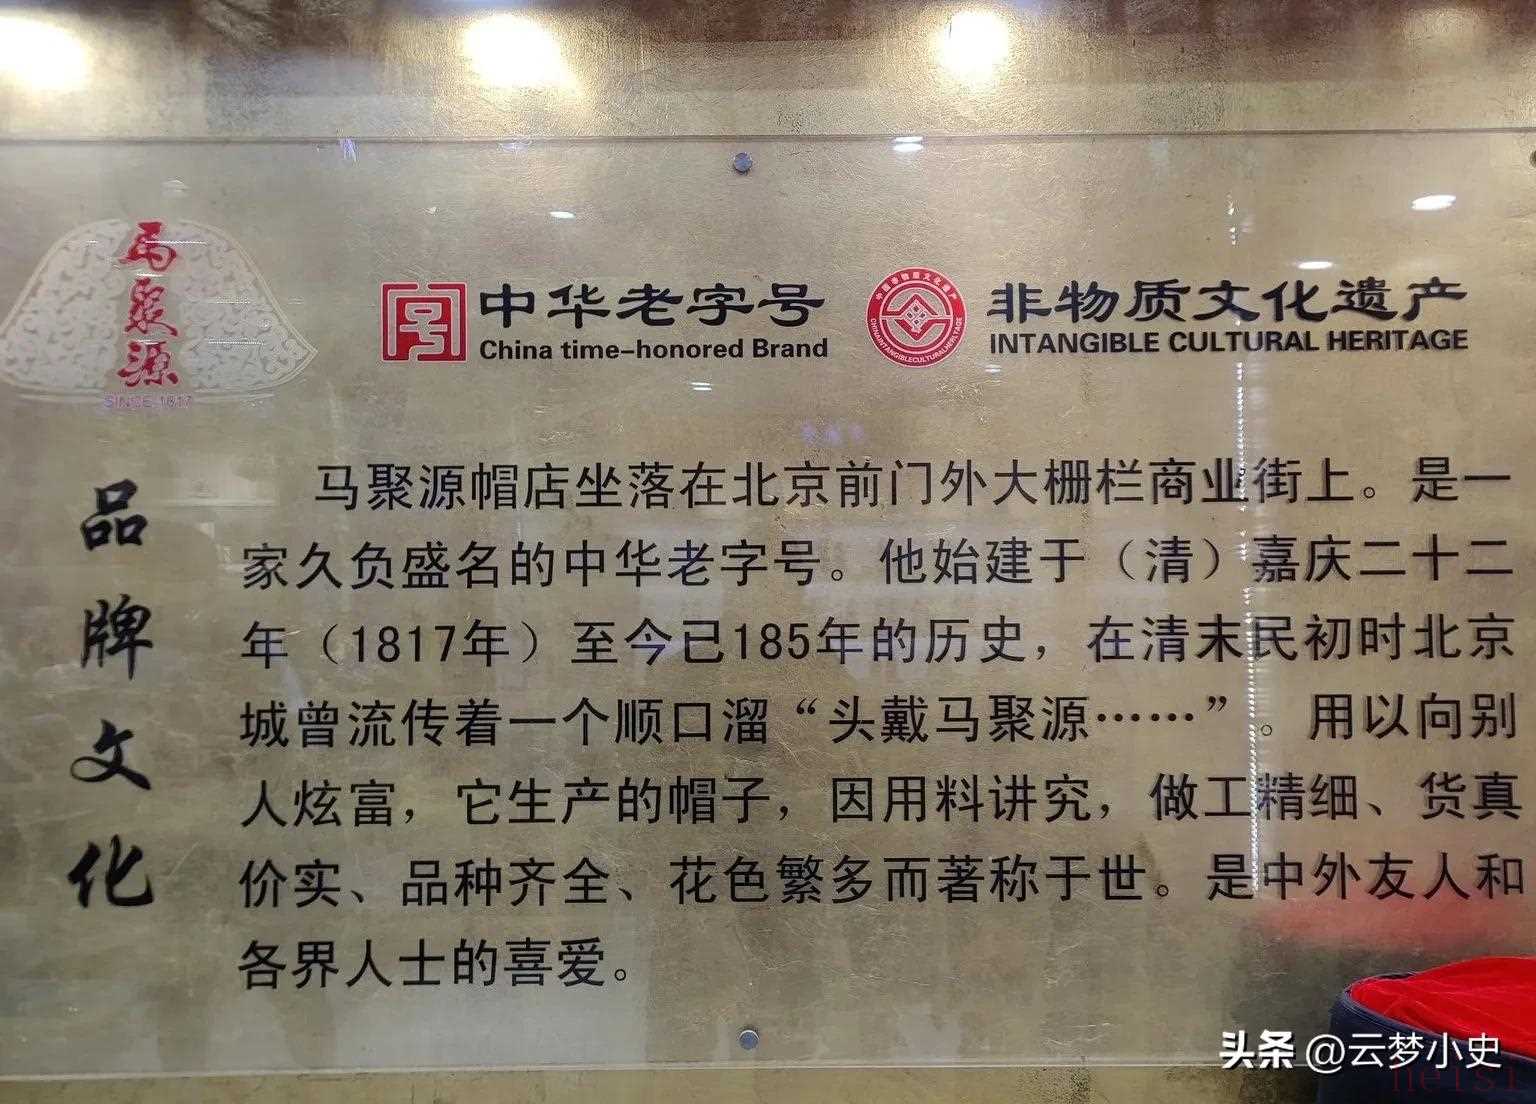 马聚源
SINCE 1817
中华老字号
China time-honored Brand
非物质文化遗产
INTANGIBLE CULTURAL HERITAGE
品牌文化
马聚源帽店坐落在北京前门外大栅栏商业街上。是一
家久负盛名的中华老字号。他始建于（清）嘉庆二十二
年（1817年）至今已185年的历史，在清末民初时北京
城曾流传着一个顺口溜“头戴马聚源……”。用以向别
人炫富，它生产的帽子，因用料讲究，做工精细、货真
价实、品种齐全、花色繁多而著称于世。是中外友人和
各界人士的喜爱。
头条 @云梦小史